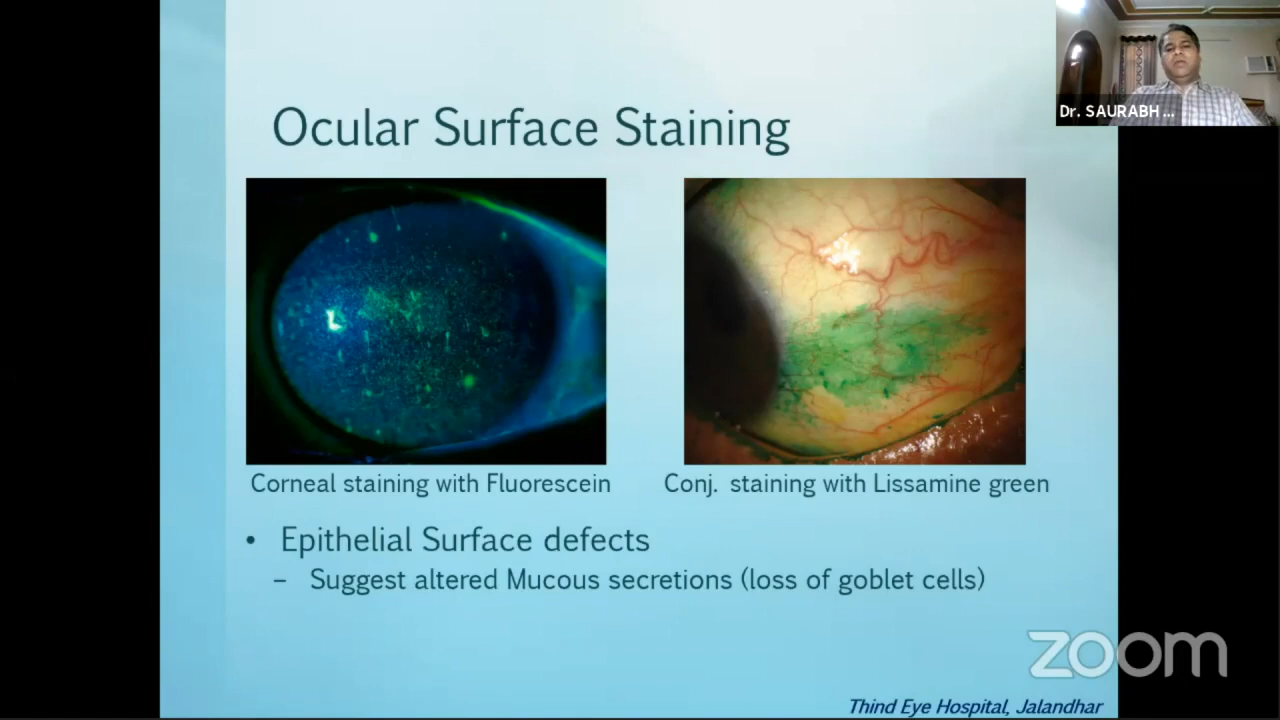 Dr. SAURABH ...
Ocular Surface Staining
Corneal staining with Fluorescein
Conj. staining with Lissamine green
• Epithelial Surface defects
– Suggest altered Mucous secretions (loss of goblet cells)
zoom
Thind Eye Hospital, Jalandhar